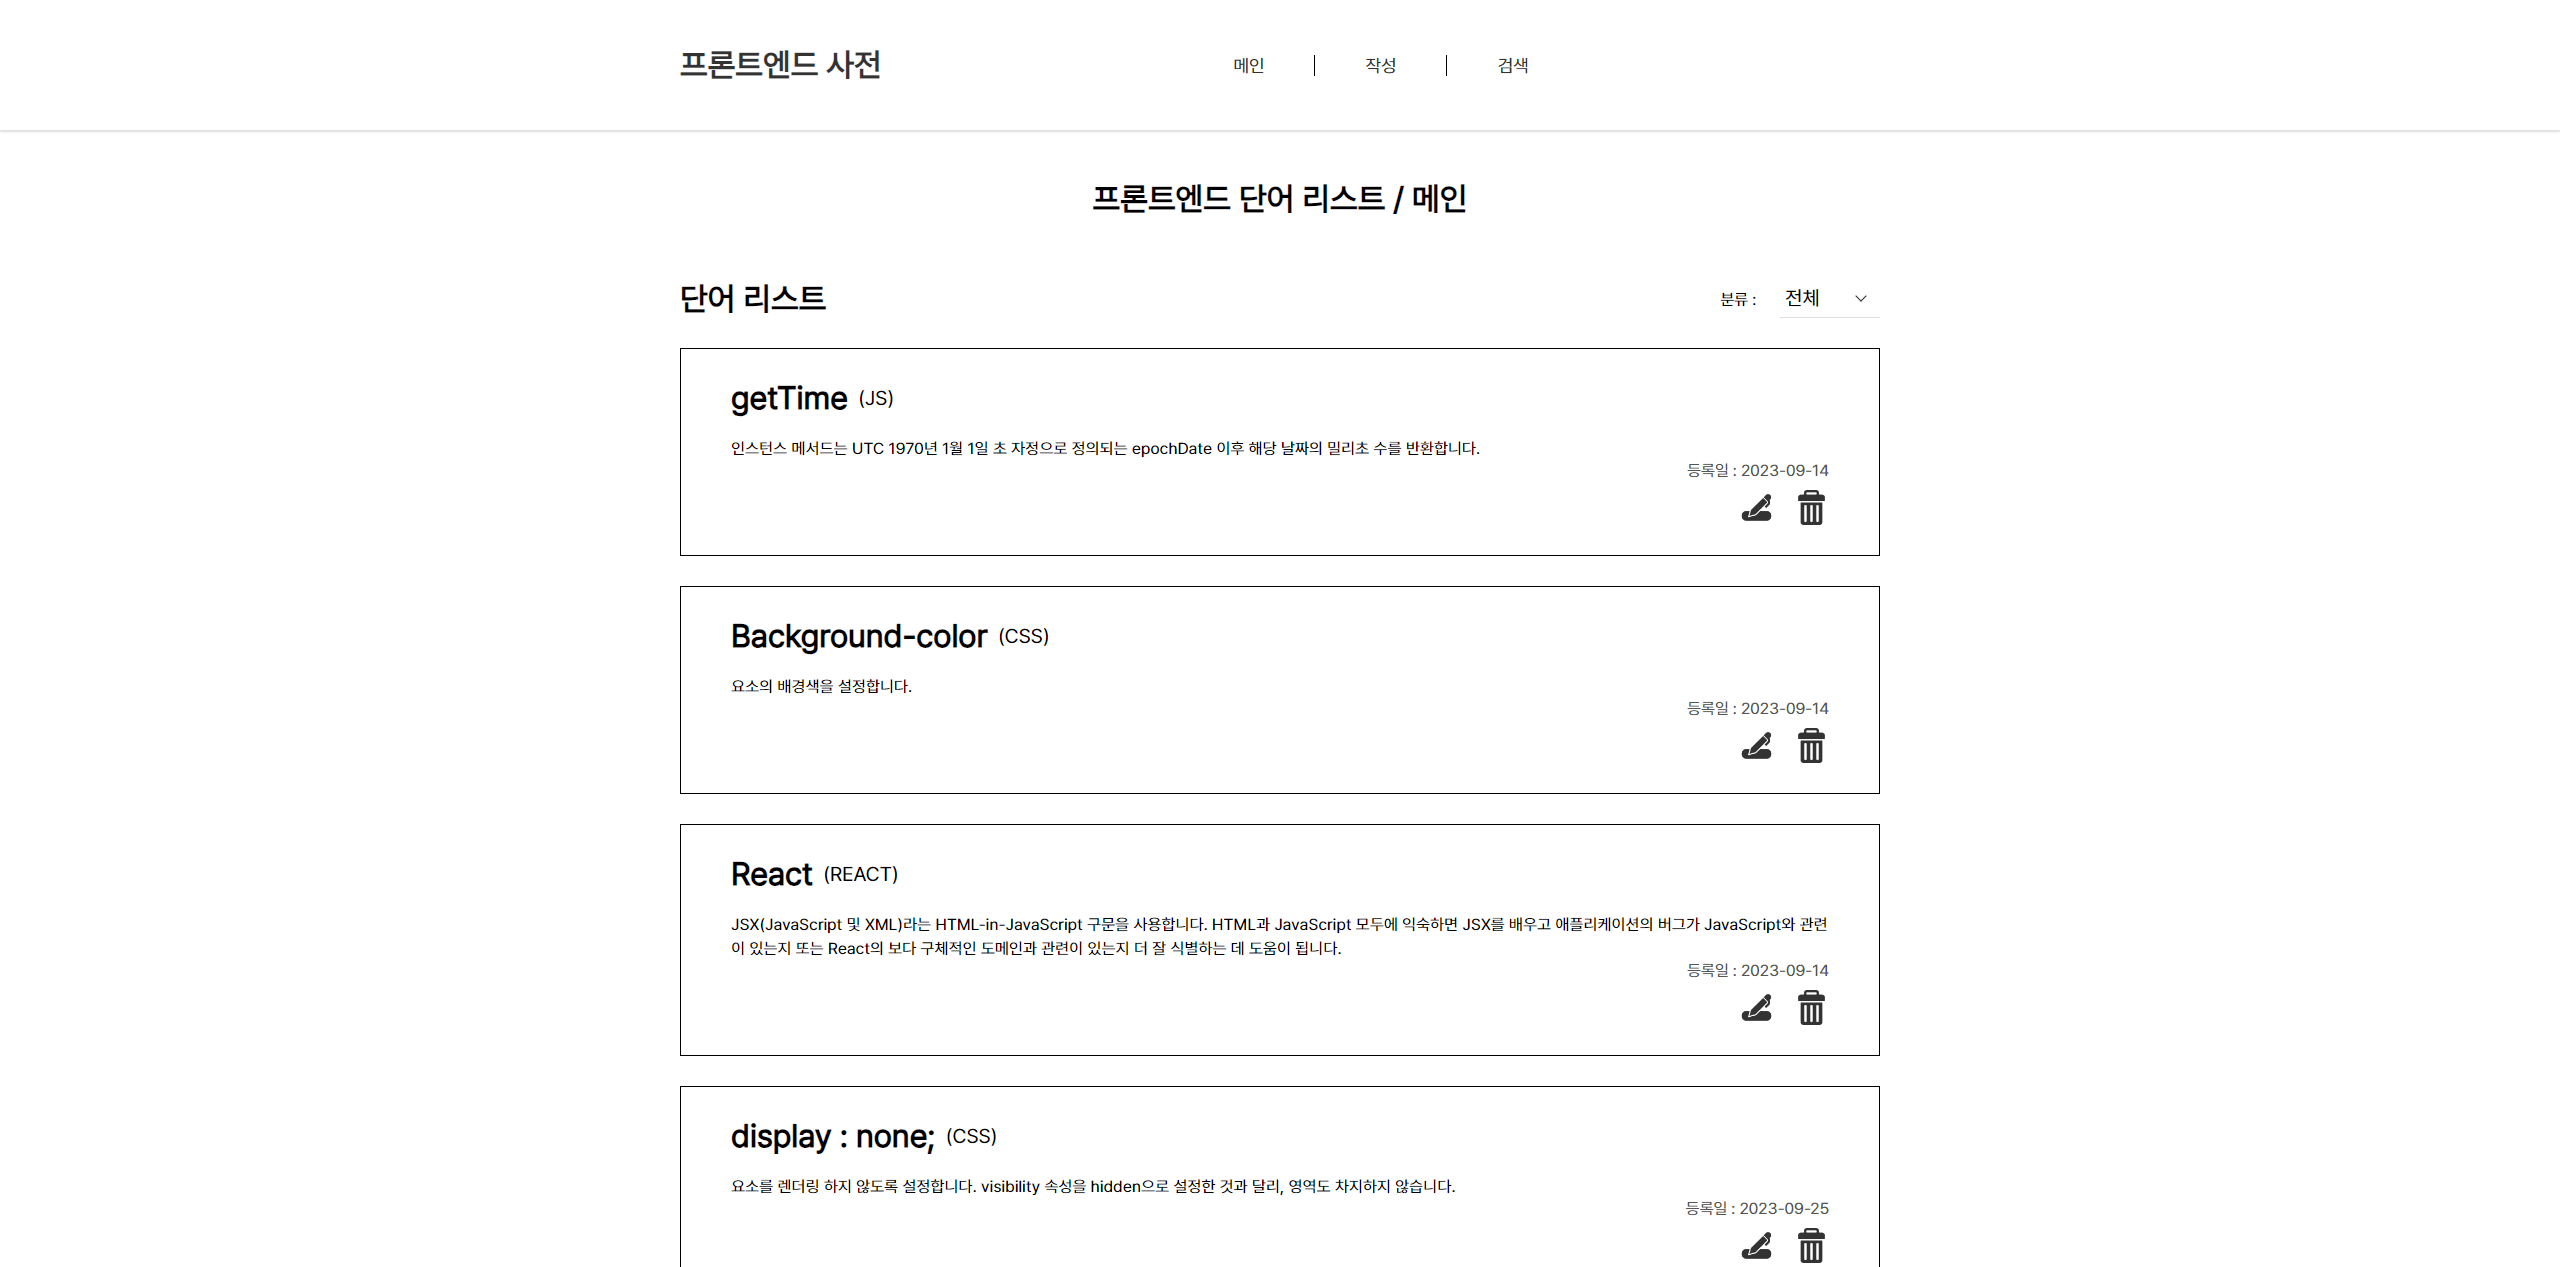 프론트엔드 사전
메인
작성
검색
프론트엔드 단어 리스트 / 메인
단어 리스트
분류 :
전체
getTime (JS)
인스턴스 메서드는 UTC 1970년 1월 1일 초 자정으로 정의되는 epochDate 이후 해당 날짜의 밀리초 수를 반환합니다.
등록일 : 2023-09-14
Background-color (CSS)
요소의 배경색을 설정합니다.
등록일 : 2023-09-14
React (REACT)
JSX(JavaScript 및 XML)라는 HTML-in-JavaScript 구문을 사용합니다. HTML과 JavaScript 모두에 익숙하면 JSX를 배우고 애플리케이션의 버그가 JavaScript와 관련
이 있는지 또는 React의 보다 구체적인 도메인과 관련이 있는지 더 잘 식별하는 데 도움이 됩니다.
등록일 : 2023-09-14
display : none; (CSS)
요소를 렌더링 하지 않도록 설정합니다. visibility 속성을 hidden으로 설정한 것과 달리, 영역도 차지하지 않습니다.
등록일 : 2023-09-25